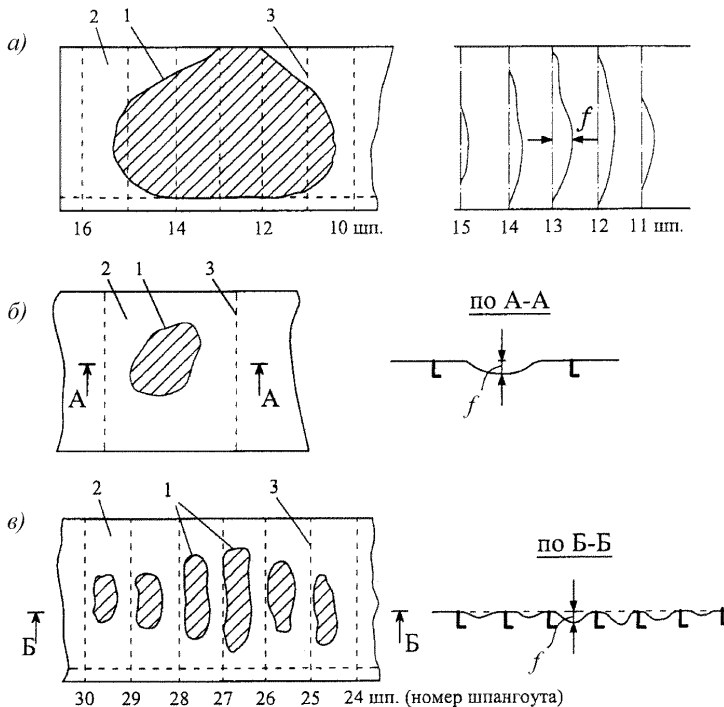 а) 2 1 3
f
16 14 12 10 шп.
15 14 13 12 11 шп.
б) 2 1 3
по А-А
А А
f
в) 2 1 3
по Б-Б
Б Б
f
30 29 28 27 26 25 24 шп. (номер шпангоута)